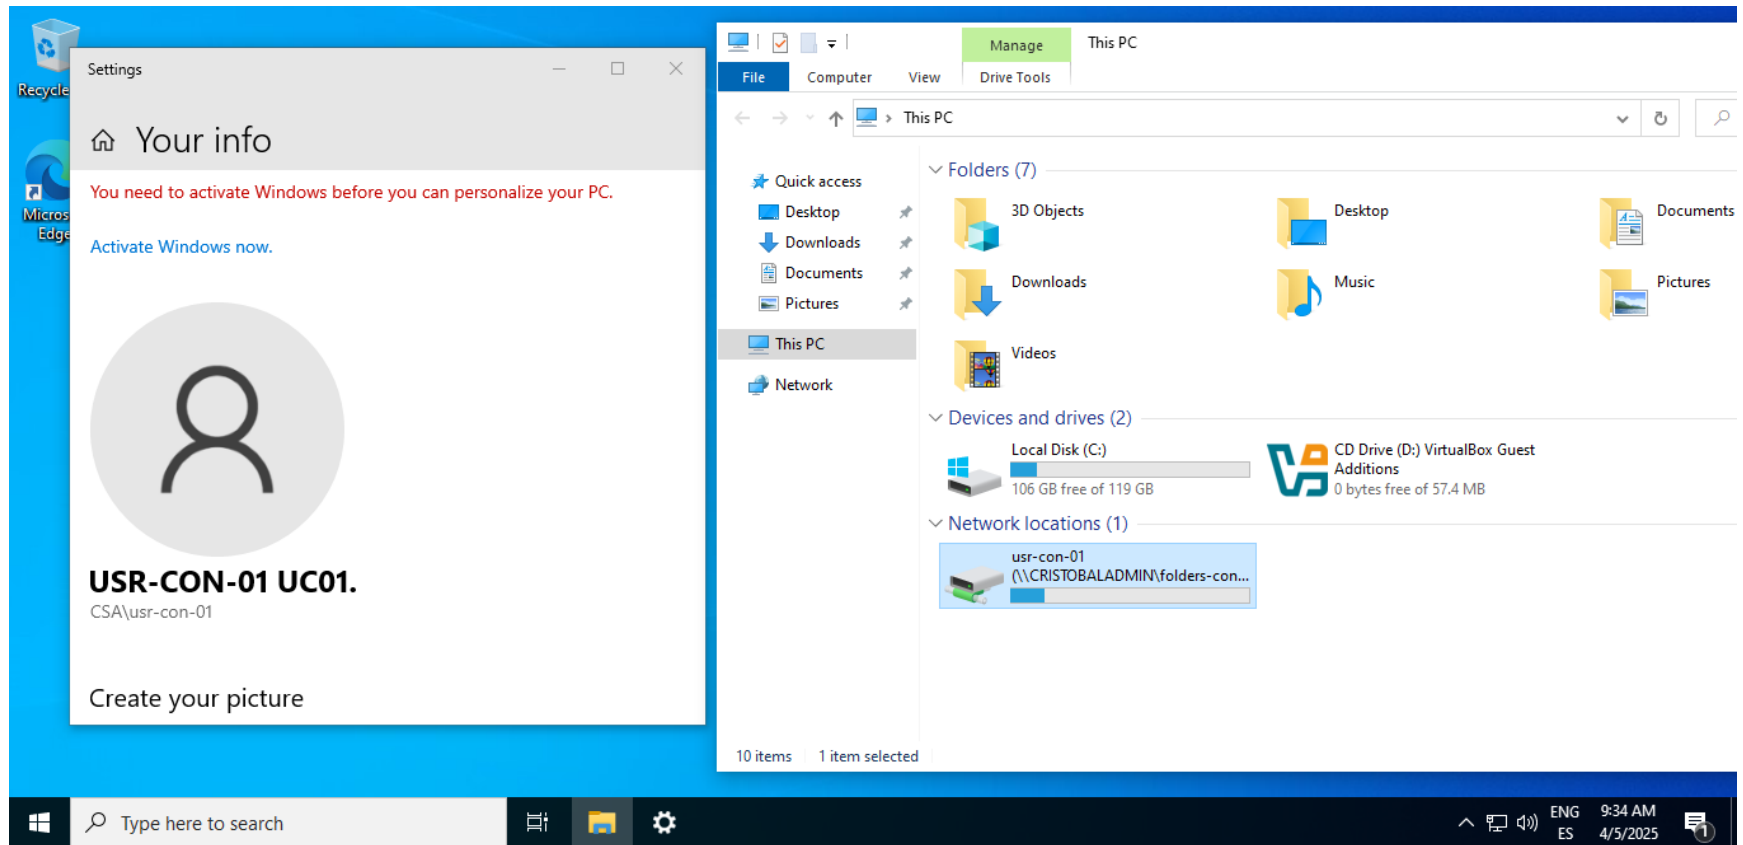 Recycle
Micros
Edge
Settings
Your info
You need to activate Windows before you can personalize your PC.
Activate Windows now.
USR-CON-01 UC01.
CSA\usr-con-01
Create your picture
Manage
This PC
File
Computer
View
Drive Tools
This PC
Quick access
Desktop
Downloads
Documents
Pictures
This PC
Network
Folders (7)
3D Objects
Desktop
Documents
Downloads
Music
Pictures
Videos
Devices and drives (2)
Local Disk (C:)
106 GB free of 119 GB
CD Drive (D:) VirtualBox Guest
Additions
0 bytes free of 57.4 MB
Network locations (1)
usr-con-01
(\\CRISTOBALADMIN\folders-con...
10 items
1 item selected
Type here to search
ENG
ES
9:34 AM
4/5/2025
1